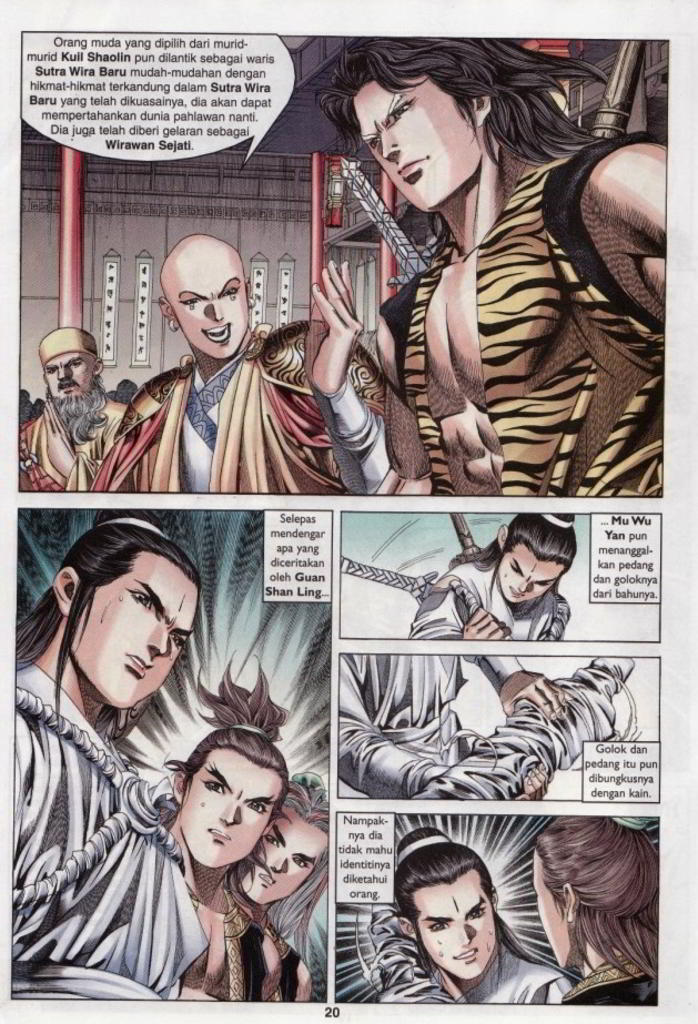 Orang muda yang dipilih dari murid-
murid Kuil Shaolin pun dilantik sebagai waris
Sutra Wira Baru mudah-mudahan dengan
hikmat-hikmat terkandung dalam Sutra Wira
Baru yang telah dikuasainya, dia akan dapat
mempertahankan dunia pahlawan nanti.
Dia juga telah diberi gelaran sebagai
Wirawan Sejati.
Selepas
mendengar
apa yang
diceritakan
oleh Guan
Shan Ling...
... Mu Wu
Yan pun
menanggal-
kan pedang
dan goloknya
dari bahunya.
Golok dan
pedang itu pun
dibungkusnya
dengan kain.
Nampak-
nya dia
tidak mahu
identitinya
diketahui
orang.
20